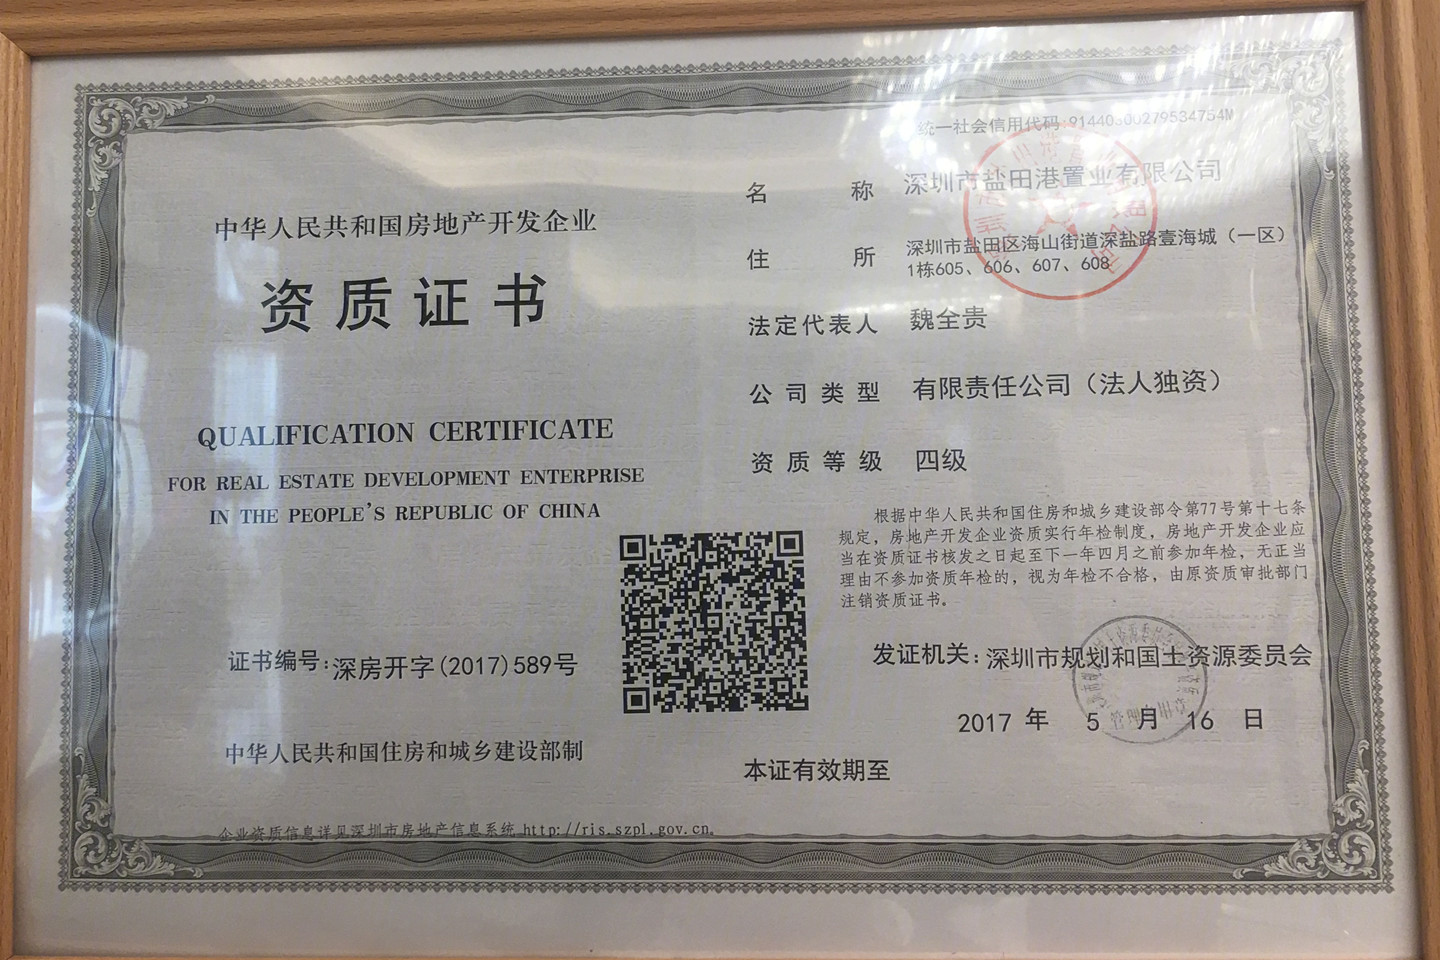 统一社会信用代码:91440300279534754M
中华人民共和国房地产开发企业
资质证书
QUALIFICATION CERTIFICATE
FOR REAL ESTATE DEVELOPMENT ENTERPRISE
IN THE PEOPLE'S REPUBLIC OF CHINA
证书编号:深房开字(2017)589号
中华人民共和国住房和城乡建设部制
企业资质信息详见深圳市房地产信息系统 http://ris.szpl.gov.cn。
名称 深圳市盐田港置业有限公司
住所 深圳市盐田区海山街道深盐路壹海城（一区）
1栋605、606、607、608
法定代表人 魏全贵
公司类型 有限责任公司（法人独资）
资质等级 四级
根据中华人民共和国住房和城乡建设部令第77号第十七条
规定，房地产开发企业资质实行年检制度，房地产开发企业应
当在资质证书核发之日起至下一年四月之前参加年检，无正当
理由不参加资质年检的，视为年检不合格，由原资质审批部门
注销资质证书。
发证机关:深圳市规划和国土资源委员会
2017 年 5 月 16 日
本证有效期至